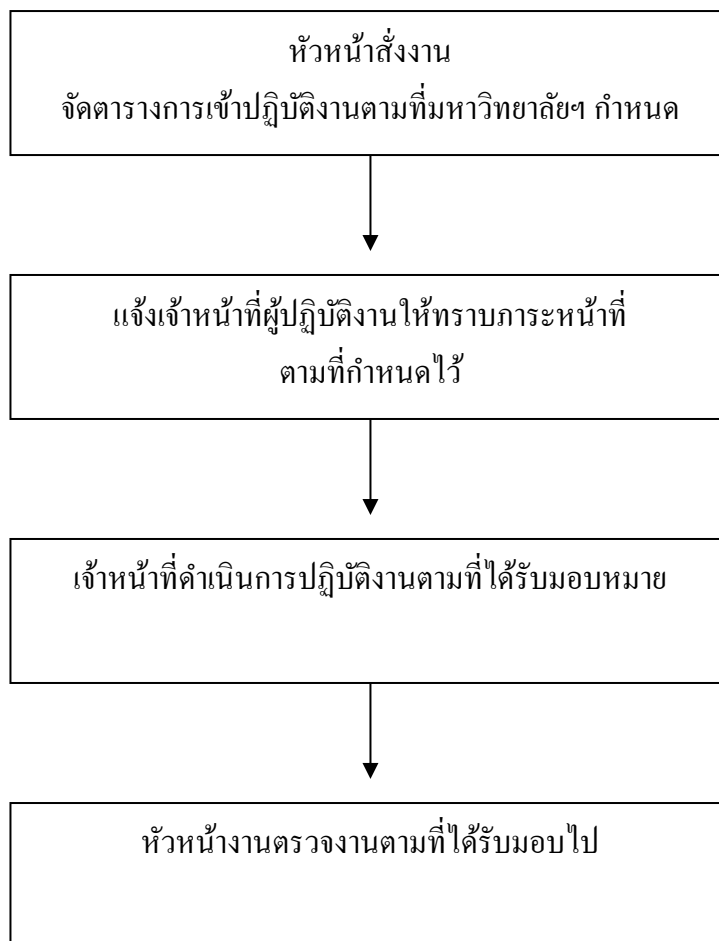 หัวหน้าสั่งงาน
จัดตารางการเข้าปฏิบัติงานตามที่มหาวิทยาลัยฯ กำหนด
แจ้งเจ้าหน้าที่ผู้ปฏิบัติงานให้ทราบภาระหน้าที่
ตามที่กำหนดไว้
เจ้าหน้าที่ดำเนินการปฏิบัติงานตามที่ได้รับมอบหมาย
หัวหน้างานตรวจงานตามที่ได้รับมอบไป